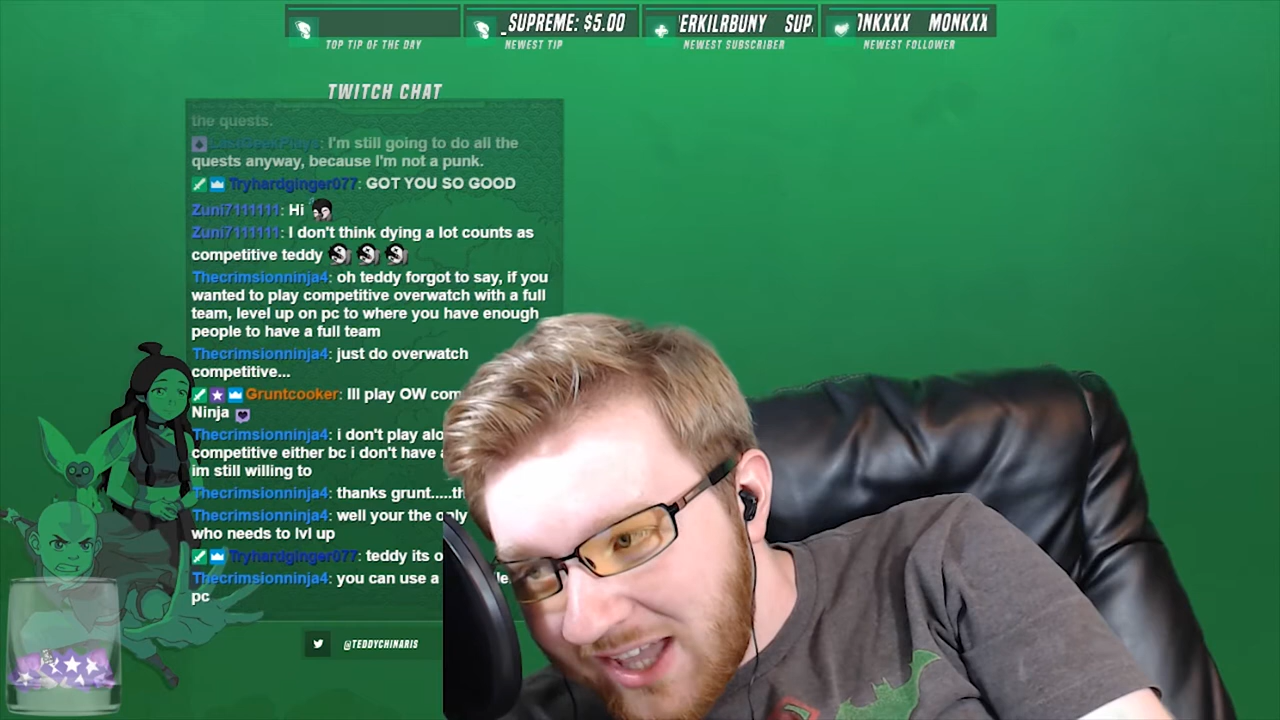 _SUPREME: $5.00
ERKILRBUNY SUP
NKXXX MONKXX
TOP TIP OF THE DAY
NEWEST TIP
NEWEST SUBSCRIBER
NEWEST FOLLOWER
TWITCH CHAT
the quests.
LastGeekPlays: I'm still going to do all the
quests anyway, because I'm not a punk.
Tryhardginger077: GOT YOU SO GOOD
Zuni7111111: Hi
Zuni7111111: I don't think dying a lot counts as
competitive teddy
Thecrimsionninja4: oh teddy forgot to say, if you
wanted to play competitive overwatch with a full
team, level up on pc to where you have enough
people to have a full team
Thecrimsionninja4: just do overwatch
competitive...
Gruntcooker: Ill play OW com
Ninja
Thecrimsionninja4: i don't play alo
competitive either bc i don't have a
im still willing to
Thecrimsionninja4: thanks grunt.....th
Thecrimsionninja4: well your the only
who needs to lvl up
Tryhardginger077: teddy its o
Thecrimsionninja4: you can use a
pc
@TEDDYCHINARIS